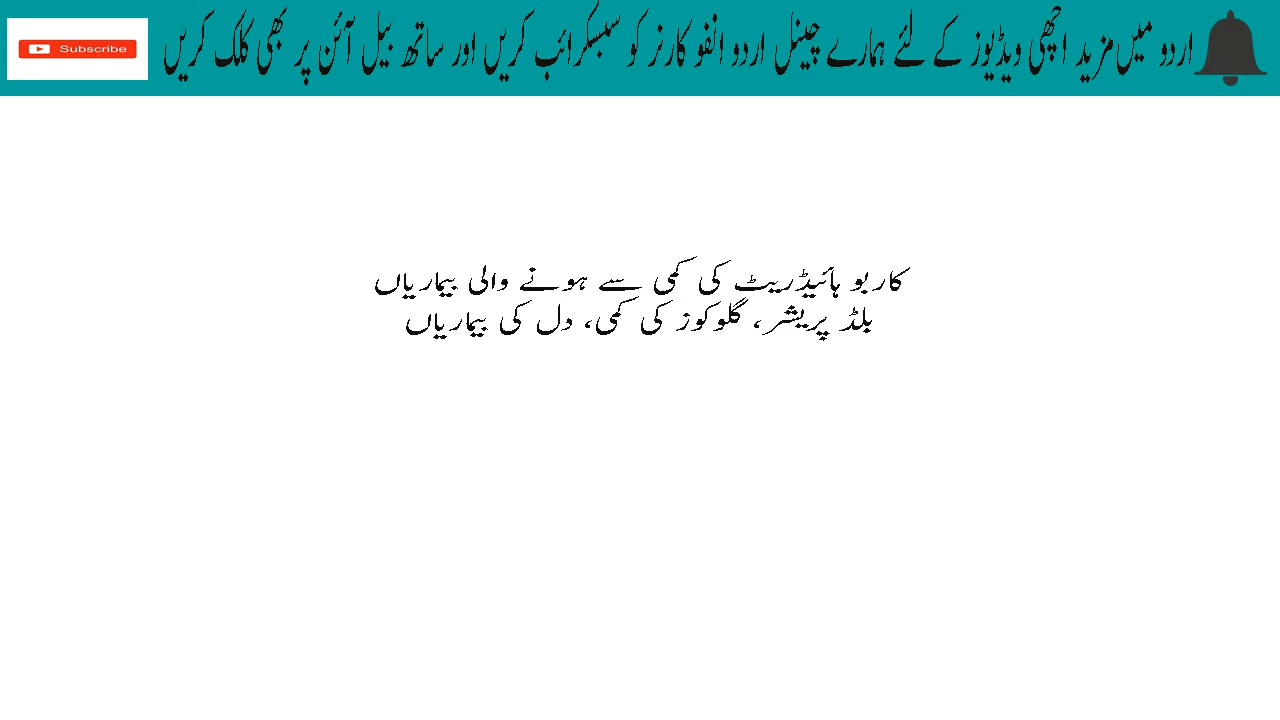 اردو میں مزید اچھی ویڈیوز کے لئے ہمارے چینل اردو انفو کارنر کو سبسکرائب کریں اور ساتھ بیل آئن پر بھی کلک کریں
Subscribe
کاربو ہائیڈریٹ کی کمی سے ہونے والی بیماریاں
بلڈ پریشر، گلوکوز کی کمی، دل کی بیماریاں